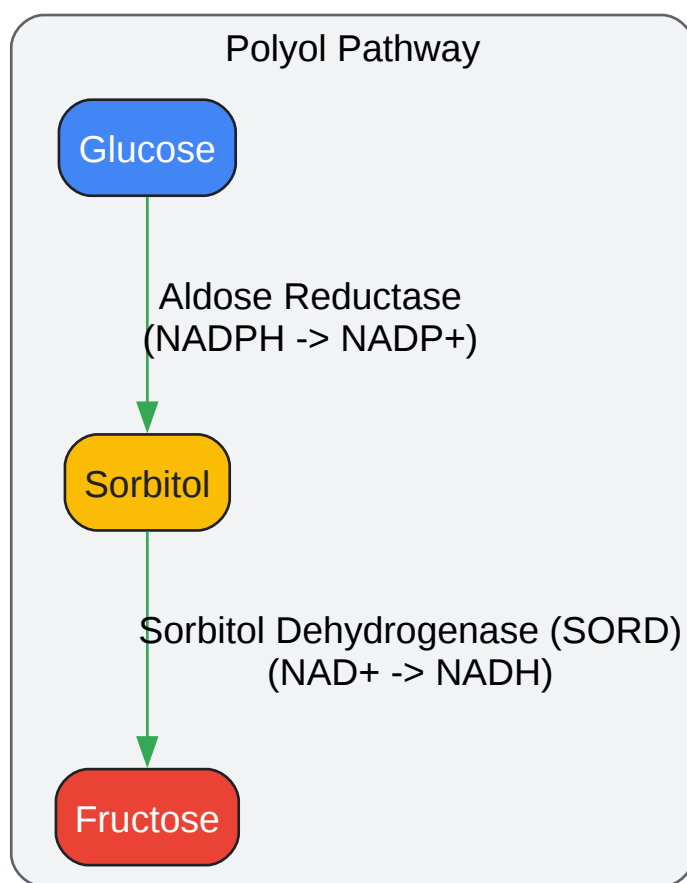 Polyol Pathway
Glucose
Aldose Reductase
(NADPH -> NADP+)
Sorbitol
Sorbitol Dehydrogenase (SORD)
(NAD+ -> NADH)
Fructose